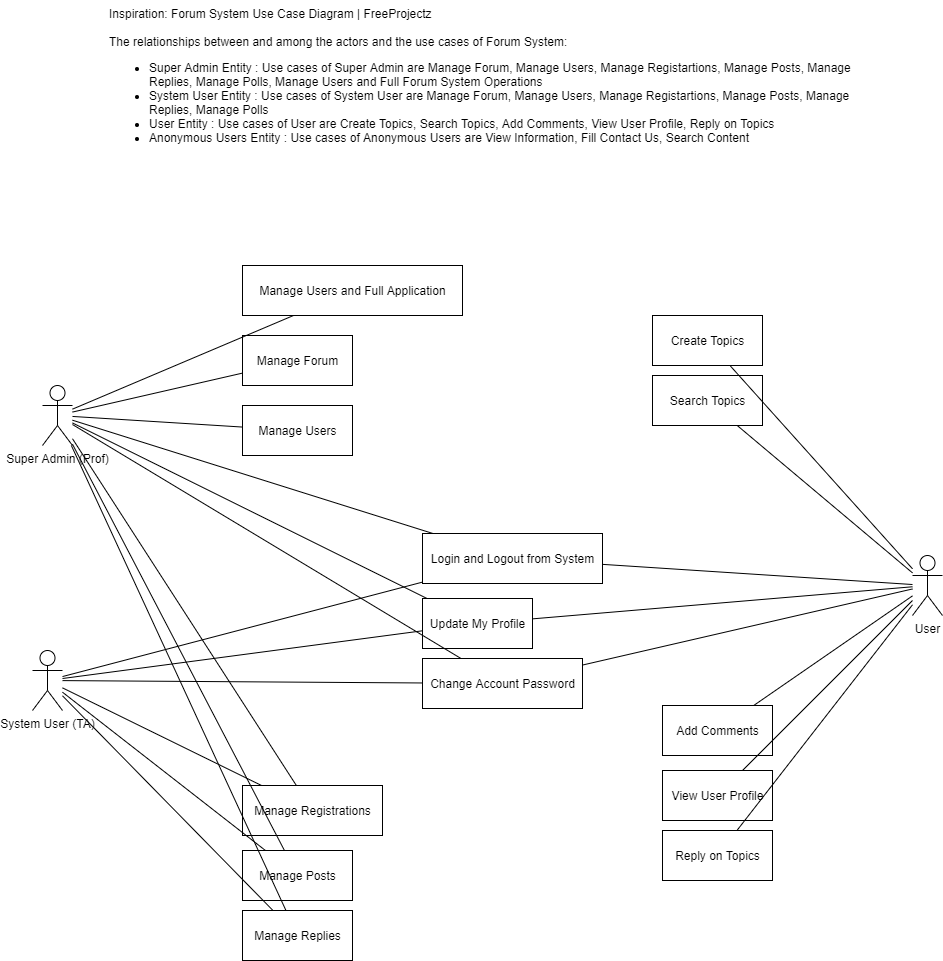 Inspiration: Forum System Use Case Diagram | FreeProjectz
The relationships between and among the actors and the use cases of Forum System:
• Super Admin Entity : Use cases of Super Admin are Manage Forum, Manage Users, Manage Registartions, Manage Posts, Manage
Replies, Manage Polls, Manage Users and Full Forum System Operations
• System User Entity : Use cases of System User are Manage Forum, Manage Users, Manage Registartions, Manage Posts, Manage
Replies, Manage Polls
• User Entity : Use cases of User are Create Topics, Search Topics, Add Comments, View User Profile, Reply on Topics
• Anonymous Users Entity : Use cases of Anonymous Users are View Information, Fill Contact Us, Search Content
Manage Users and Full Application
Create Topics
Manage Forum
Search Topics
Manage Users
Super Admin (Prof)
Login and Logout from System
Update My Profile
User
Change Account Password
System User (TA)
Add Comments
View User Profile
Manage Registrations
Reply on Topics
Manage Posts
Manage Replies